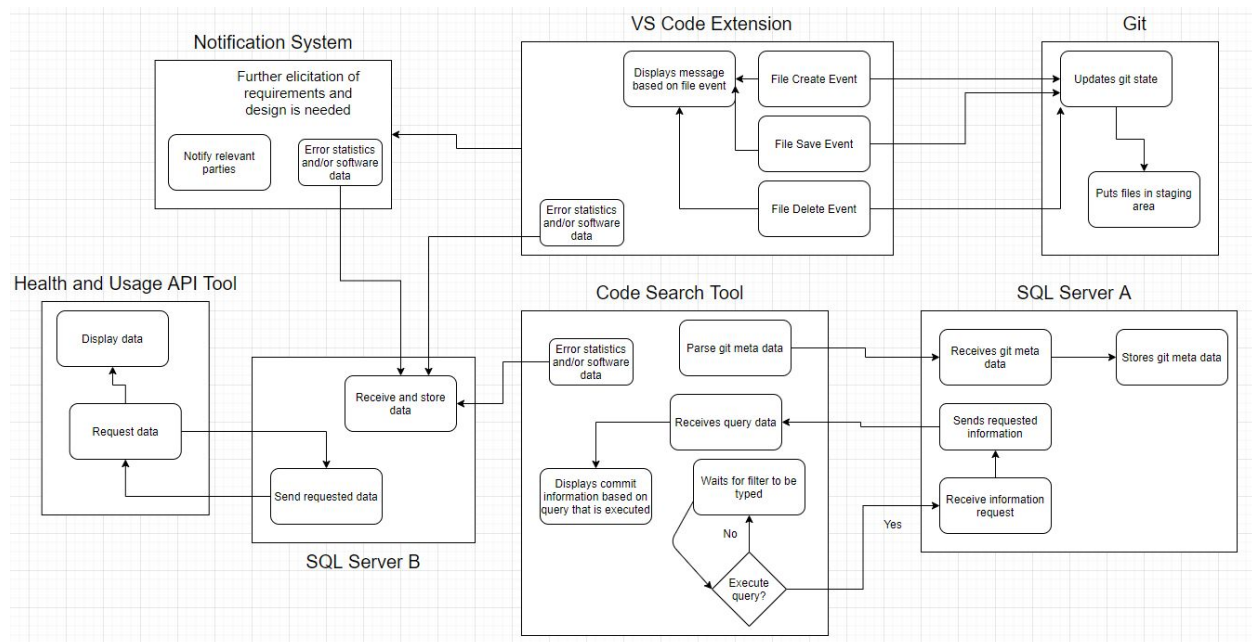 Notification System
Further elicitation of
requirements and
design is needed
Notify relevant
parties
Error statistics
and/or software
data
VS Code Extension
Displays message
based on file event
File Create Event
File Save Event
File Delete Event
Error statistics
and/or software
data
Git
Updates git state
Puts files in staging
area
Health and Usage API Tool
Display data
Request data
Receive and store
data
Send requested data
SQL Server B
Code Search Tool
Error statistics
and/or software
data
Parse git meta data
Receives query data
Displays commit
information based on
query that is executed
Waits for filter to be
typed
No
Execute
query?
Yes
SQL Server A
Receives git meta
data
Stores git meta data
Sends requested
information
Receive information
request